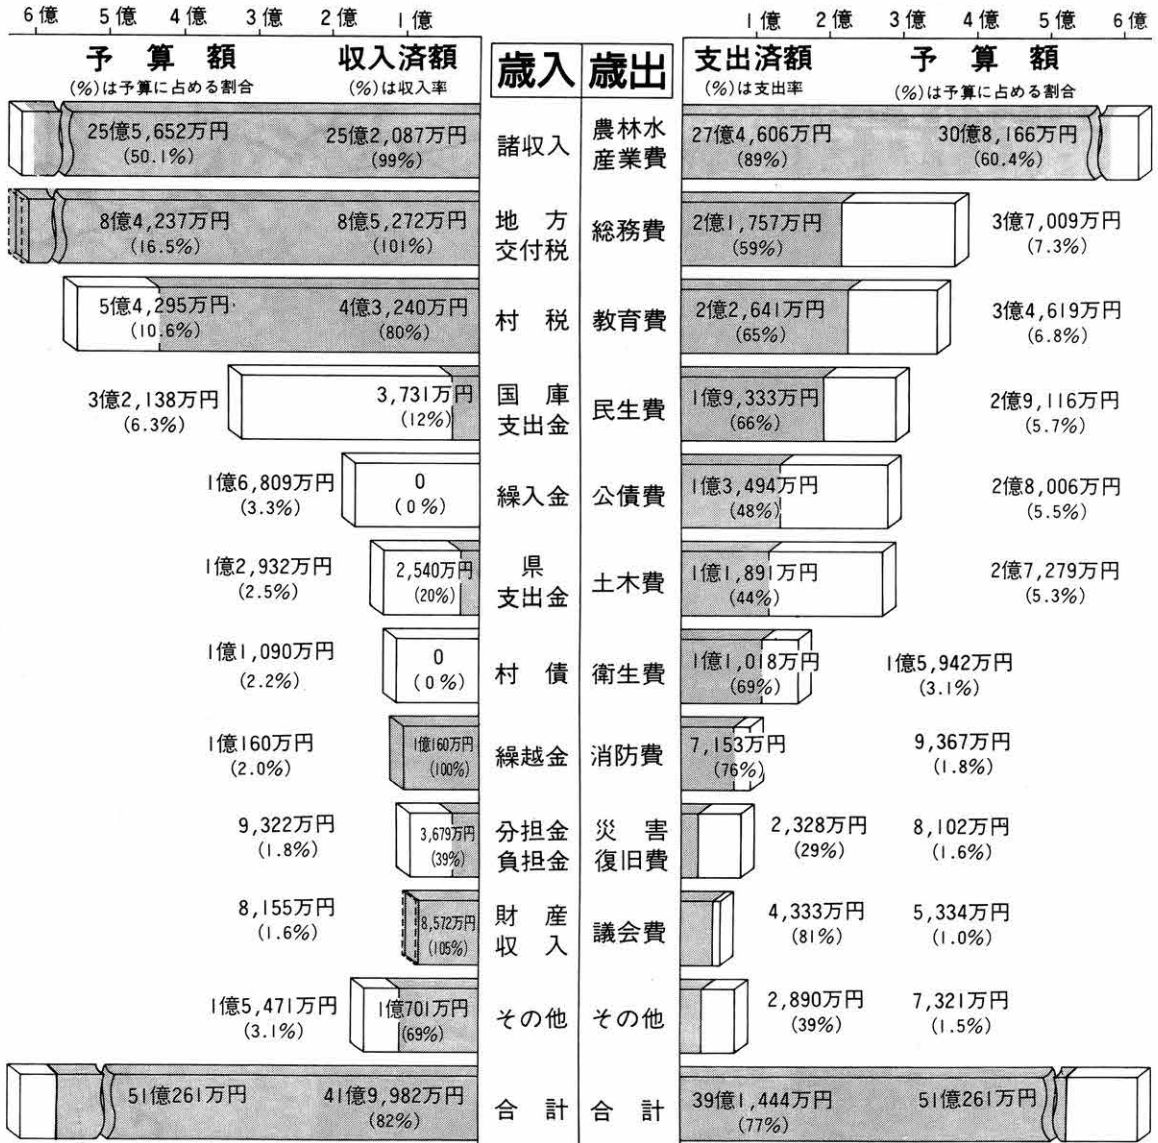 6億 5億 4億 3億 2億 1億 1億 2億 3億 4億 5億 6億
予算額 収入済額 歳入 歳出 支出済額 予算額
(%)は予算に占める割合 (%)は収入率 (%)は支出率 (%)は予算に占める割合
25億5,652万円 25億2,087万円 諸収入 農林水産業費 27億4,606万円 30億8,166万円
(50.1%) (99%) (89%) (60.4%)
8億4,237万円 8億5,272万円 地方交付税 総務費 2億1,757万円 3億7,009万円
(16.5%) (101%) (59%) (7.3%)
5億4,295万円 4億3,240万円 村税 教育費 2億2,641万円 3億4,619万円
(10.6%) (80%) (65%) (6.8%)
3億2,138万円 3,731万円 国庫支出金 民生費 1億9,333万円 2億9,116万円
(6.3%) (12%) (66%) (5.7%)
1億6,809万円 0 繰入金 公債費 1億3,494万円 2億8,006万円
(3.3%) (0%) (48%) (5.5%)
1億2,932万円 2,540万円 県支出金 土木費 1億1,891万円 2億7,279万円
(2.5%) (20%) (44%) (5.3%)
1億1,090万円 0 村債 衛生費 1億1,018万円 1億5,942万円
(2.2%) (0%) (69%) (3.1%)
1億160万円 1億160万円 繰越金 消防費 7,153万円 9,367万円
(2.0%) (100%) (76%) (1.8%)
9,322万円 3,679万円 分担金負担金 災害復旧費 2,328万円 8,102万円
(1.8%) (39%) (29%) (1.6%)
8,155万円 8,572万円 財産収入 議会費 4,333万円 5,334万円
(1.6%) (105%) (81%) (1.0%)
1億5,471万円 1億701万円 その他 その他 2,890万円 7,321万円
(3.1%) (69%) (39%) (1.5%)
51億261万円 41億9,982万円 合計 合計 39億1,444万円 51億261万円
(82%) (77%)